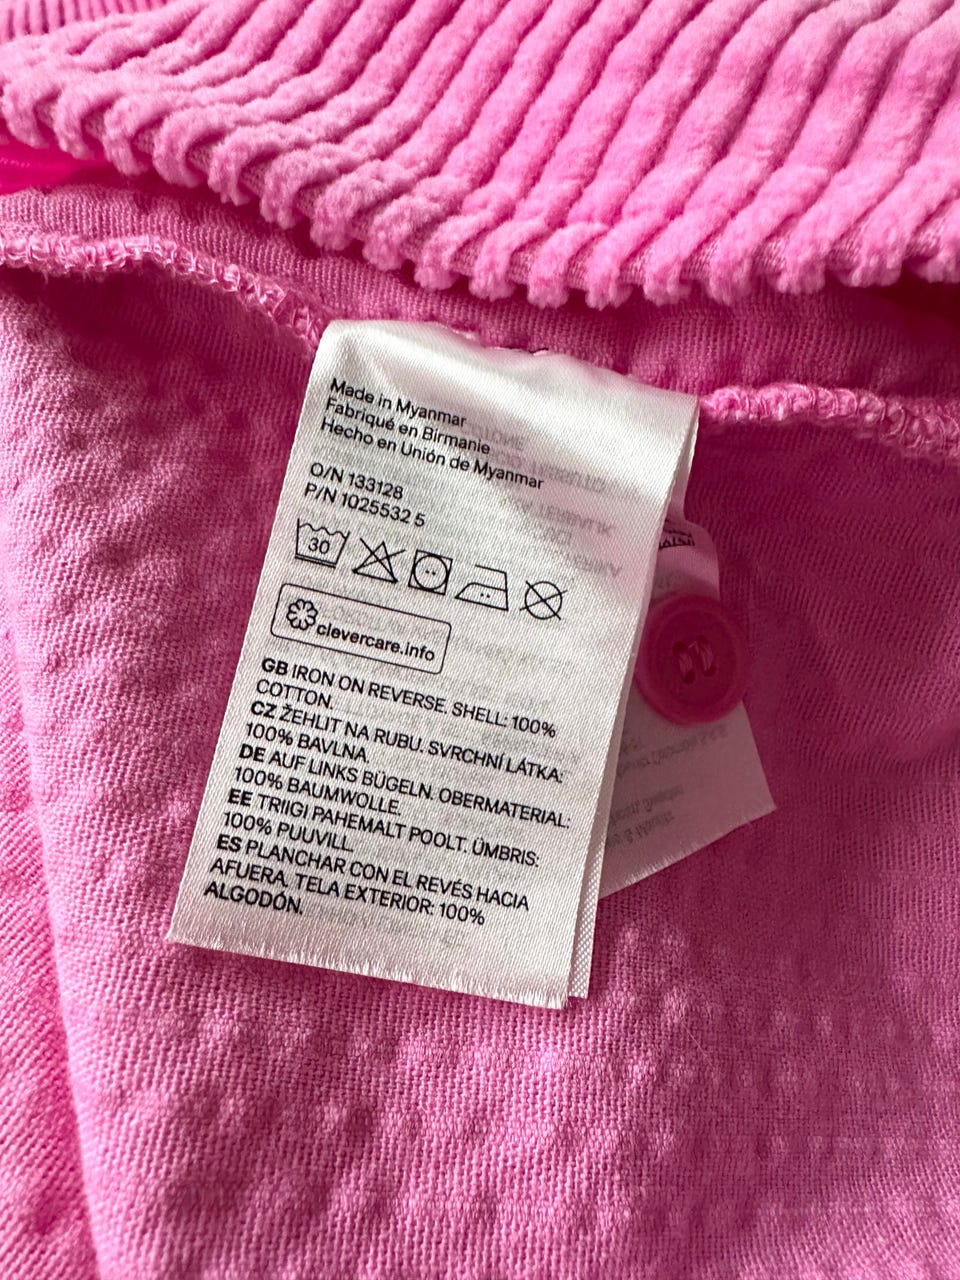 Made in Myanmar
Fabriqué en Birmanie
Hecho en Unión de Myanmar
O/N 133128
P/N 1025532 5
30
clevercare.info
GB IRON ON REVERSE. SHELL: 100%
COTTON.
CZ ŽEHLIT NA RUBU. SVRCHNÍ LÁTKA:
100% BAVLNA
DE AUF LINKS BÜGELN. OBERMATERIAL:
100% BAUMWOLLE.
EE TRIIGI PAHEMALT POOLT. ÜMBRIS:
100% PUUVILL
ES PLANCHAR CON EL REVÉS HACIA
AFUERA, TELA EXTERIOR: 100%
ALGODÓN.